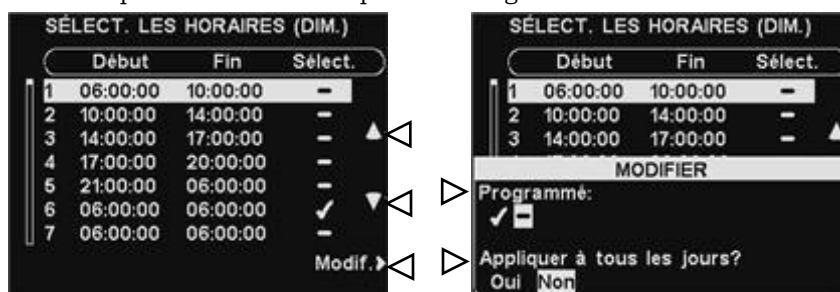 SÉLECT. LES HORAIRES (DIM.)
Début Fin Sélect.
1 06:00:00 10:00:00 –
2 10:00:00 14:00:00 –
3 14:00:00 17:00:00 –
4 17:00:00 20:00:00 –
5 21:00:00 06:00:00 –
6 06:00:00 06:00:00 ✓
7 06:00:00 06:00:00 –
Modif.
SÉLECT. LES HORAIRES (DIM.)
Début Fin Sélect.
1 06:00:00 10:00:00 –
2 10:00:00 14:00:00 –
3 14:00:00 17:00:00 –
MODIFIER
Programmé:
✓ –
Appliquer à tous les jours?
Oui Non